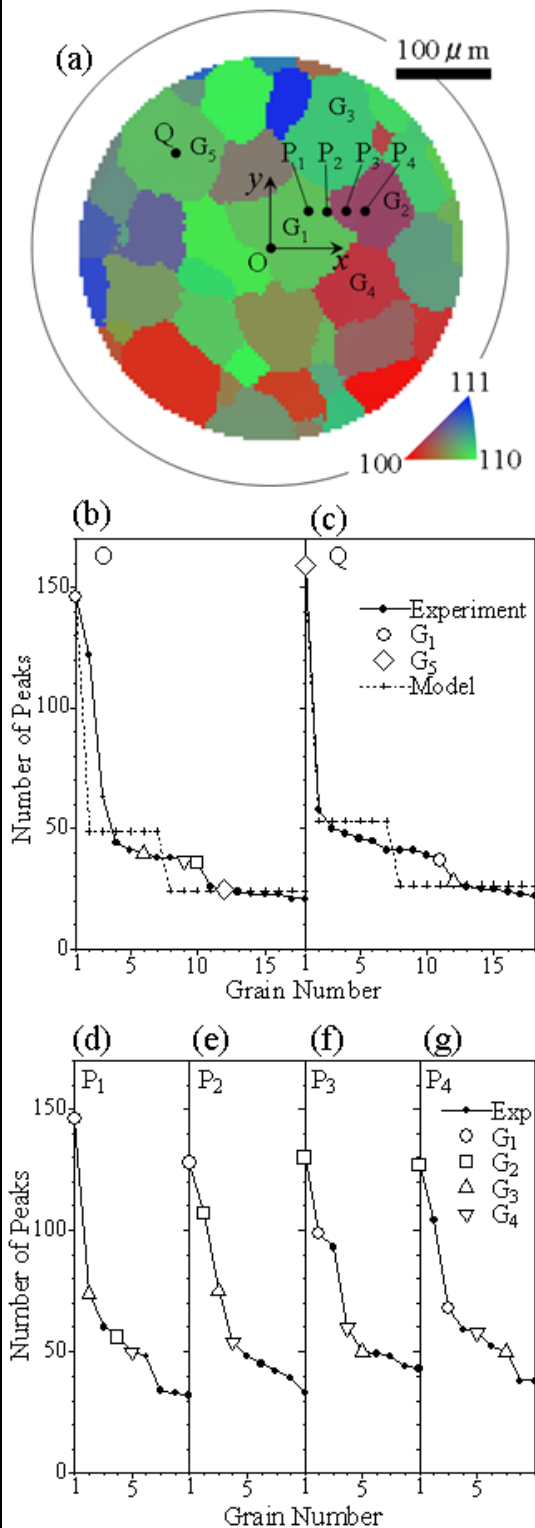 (a)
100 μm
G3
Q
G5
P1 P2 P3 P4
y
G2
G1
O
x
G4
111
100
110
(b)
(c)
O
Q
150
100
50
0
Number of Peaks
Experiment
G1
G5
Model
1 5 10 15 1 5 10 15
Grain Number
(d) (e) (f) (g)
P1 P2 P3 P4
150
100
50
0
Number of Peaks
Exp
G1
G2
G3
G4
1 5 1 5 1 5 1 5
Grain Number